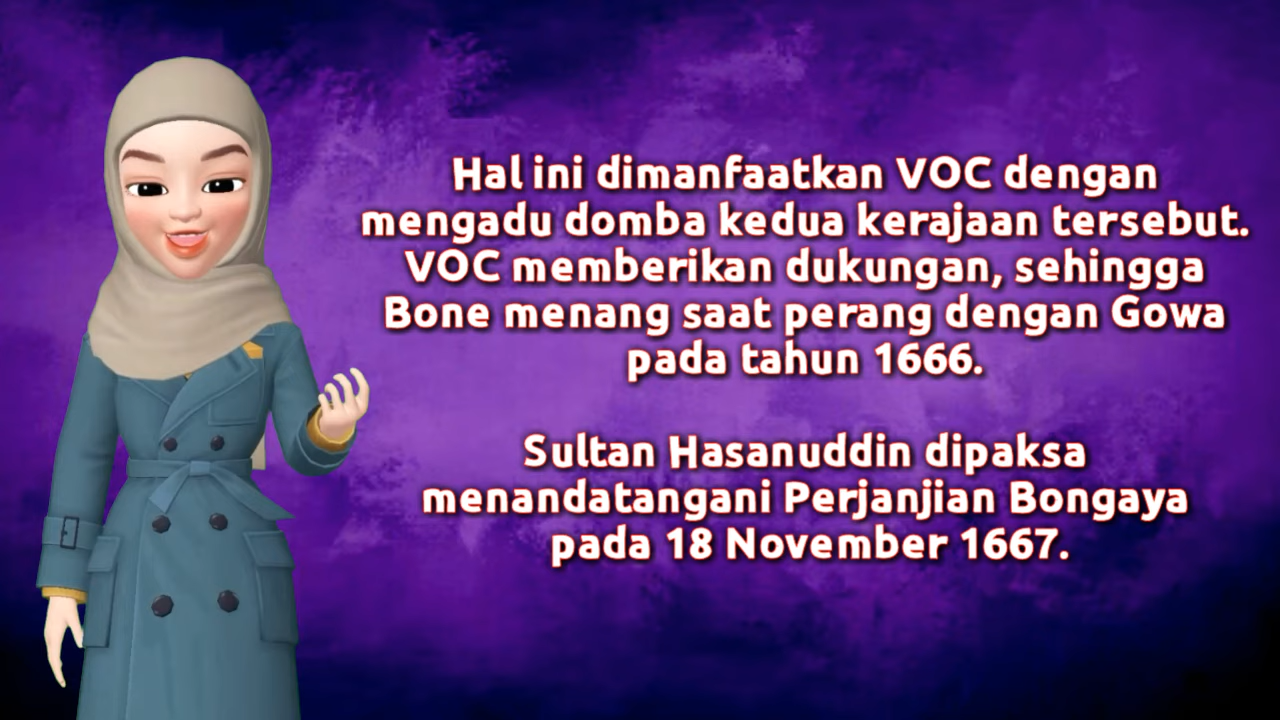 Hal ini dimanfaatkan VOC dengan
mengadu domba kedua kerajaan tersebut.
VOC memberikan dukungan, sehingga
Bone menang saat perang dengan Gowa
pada tahun 1666.
Sultan Hasanuddin dipaksa
menandatangani Perjanjian Bongaya
pada 18 November 1667.